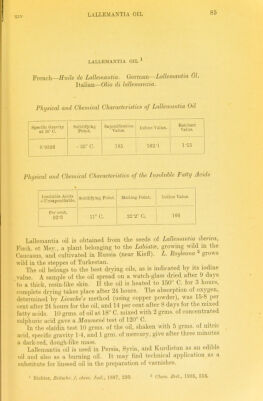 XIV
LALLEMANTIA OIL
85
LALLEMANTIA OIL 1
French—Huile de Lallemantia. German—Lallemantia Öl.
Italian—Olio di lallemanzia.
Physical and Chemical Characteristics of Lallemantia Oil
Specific Gravity at 20° C. Solidifying Point. Saponification Value. Iodine Value. Reichert Value.
0·9336 -35° C. 185 162·1 1·55
Physical and Chemical Characteristics of the Insoluble Fatty Acids
Insoluble Acids + Unsaponifiable. Solidifying Point. Melting Point. Iodine Value.
Per cent. 93·3 11° C. 22·2° C. 166
Lallemantia oil is obtained from the seeds of Lallemantia iberica,
Fisch. et Mey., a plant belonging to the Labiatæ, growing wild in the
Caucasus, and cultivated in Russia (near Kieff). L. Royleana 2 grows
wild in the steppes of Turkestan.
The oil belongs to the best drying oils, as is indicated by its iodine
value. A sample of the oil spread on a watch-glass dried after 9 days
to a thick, resin-like skin. If the oil is heated to 150° C. for 3 hours,
complete drying takes place after 24 hours. The absorption of oxygen,
determined by Livache's method (using copper powder), was 15·8 per
cent after 24 hours for the oil, and 14 per cent after 8 days for the mixed
fatty acids. 10 grms. of oil at 18° C. mixed with 2 grms. of concentrated
sulphuric acid gave a Maumené test of 120° C.
In the elaidin test 10 grms. of the oil, shaken with 5 grms. of nitric
acid, specific gravity 1·4, and 1 grm. of mercury, give after three minutes
a dark-red, dough-like mass.
Lallemantia oil is used in Persia, Syria, and Kurdistan as an edible
oil and also as a burning oil. It may find technical application as a
substitute for linseed oil in the preparation of varnishes.
1 Richter, Zeitschr. f. chem. Ind., 1887, 230. 2 Chem. Zeit.,